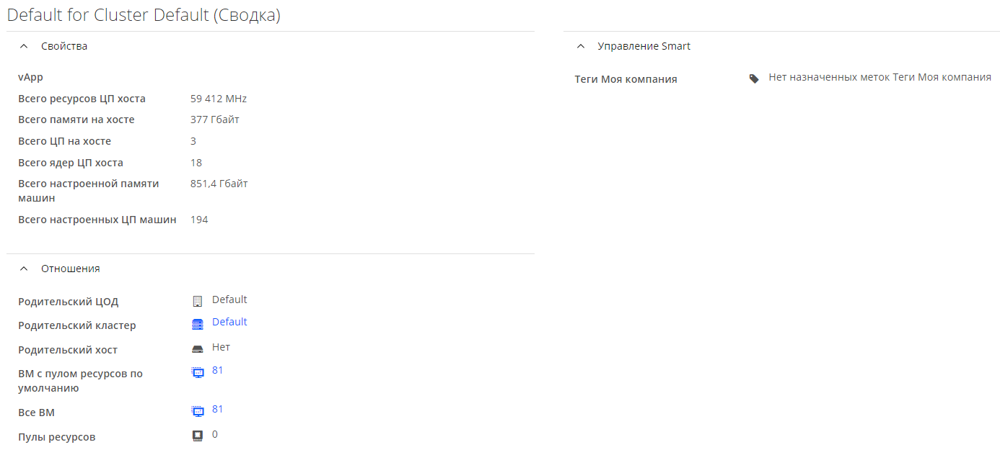 Default for Cluster Default (Сводка)
Свойства
vApp
Всего ресурсов ЦП хоста 59 412 MHz
Всего памяти на хосте 377 Гбайт
Всего ЦП на хосте 3
Всего ядер ЦП хоста 18
Всего настроенной памяти 851,4 Гбайт
машин
Всего настроенных ЦП машин 194
Отношения
Родительский ЦОД Default
Родительский кластер Default
Родительский хост Нет
ВМ с пулом ресурсов по 81
умолчанию
Все ВМ 81
Пулы ресурсов 0
Управление Smart
Теги Моя компания Нет назначенных меток Теги Моя компания